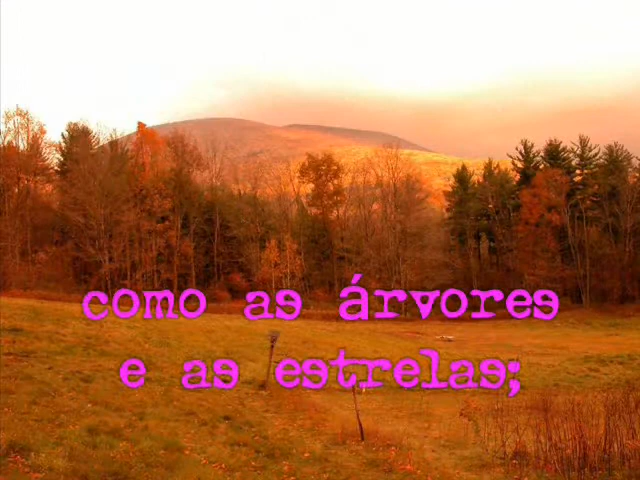 como as árvores
e as estrelas;